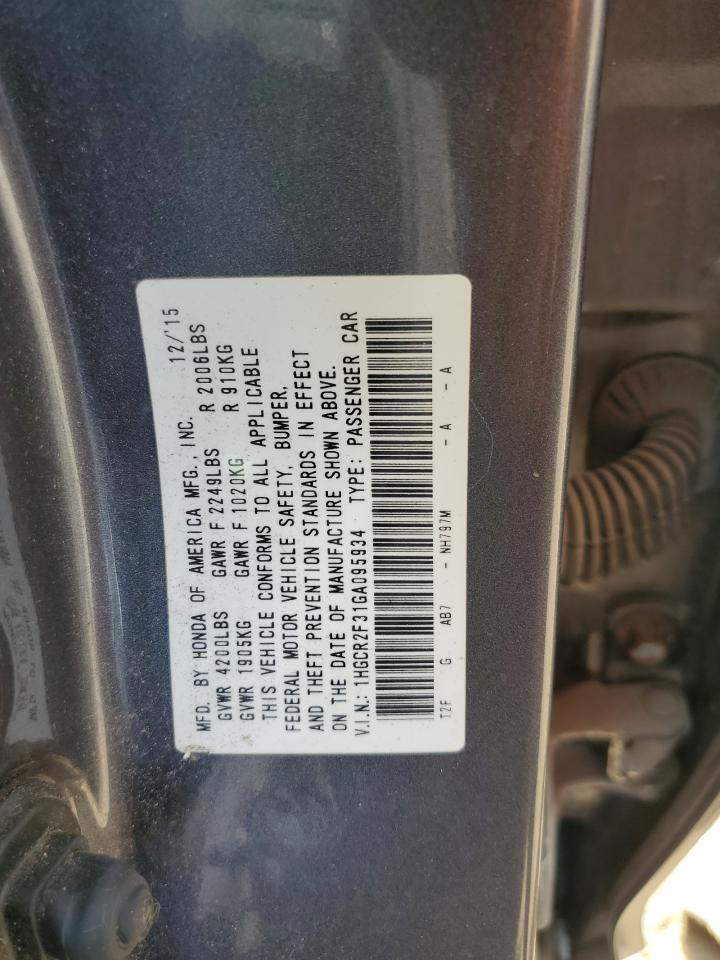 MFD. BY HONDA OF AMERICA MFG., INC. 12/'15
GVWR 4200LBS GAWR F 2249LBS R 2006LBS
GVWR 1905KG GAWR F 1020KG R 910KG
THIS VEHICLE CONFORMS TO ALL APPLICABLE
FEDERAL MOTOR VEHICLE SAFETY, BUMPER,
AND THEFT PREVENTION STANDARDS IN EFFECT
ON THE DATE OF MANUFACTURE SHOWN ABOVE.
V.I.N.: 1HGCR2F31GA095934 TYPE: PASSENGER CAR
T2F G AB7 - NH797M - A - A